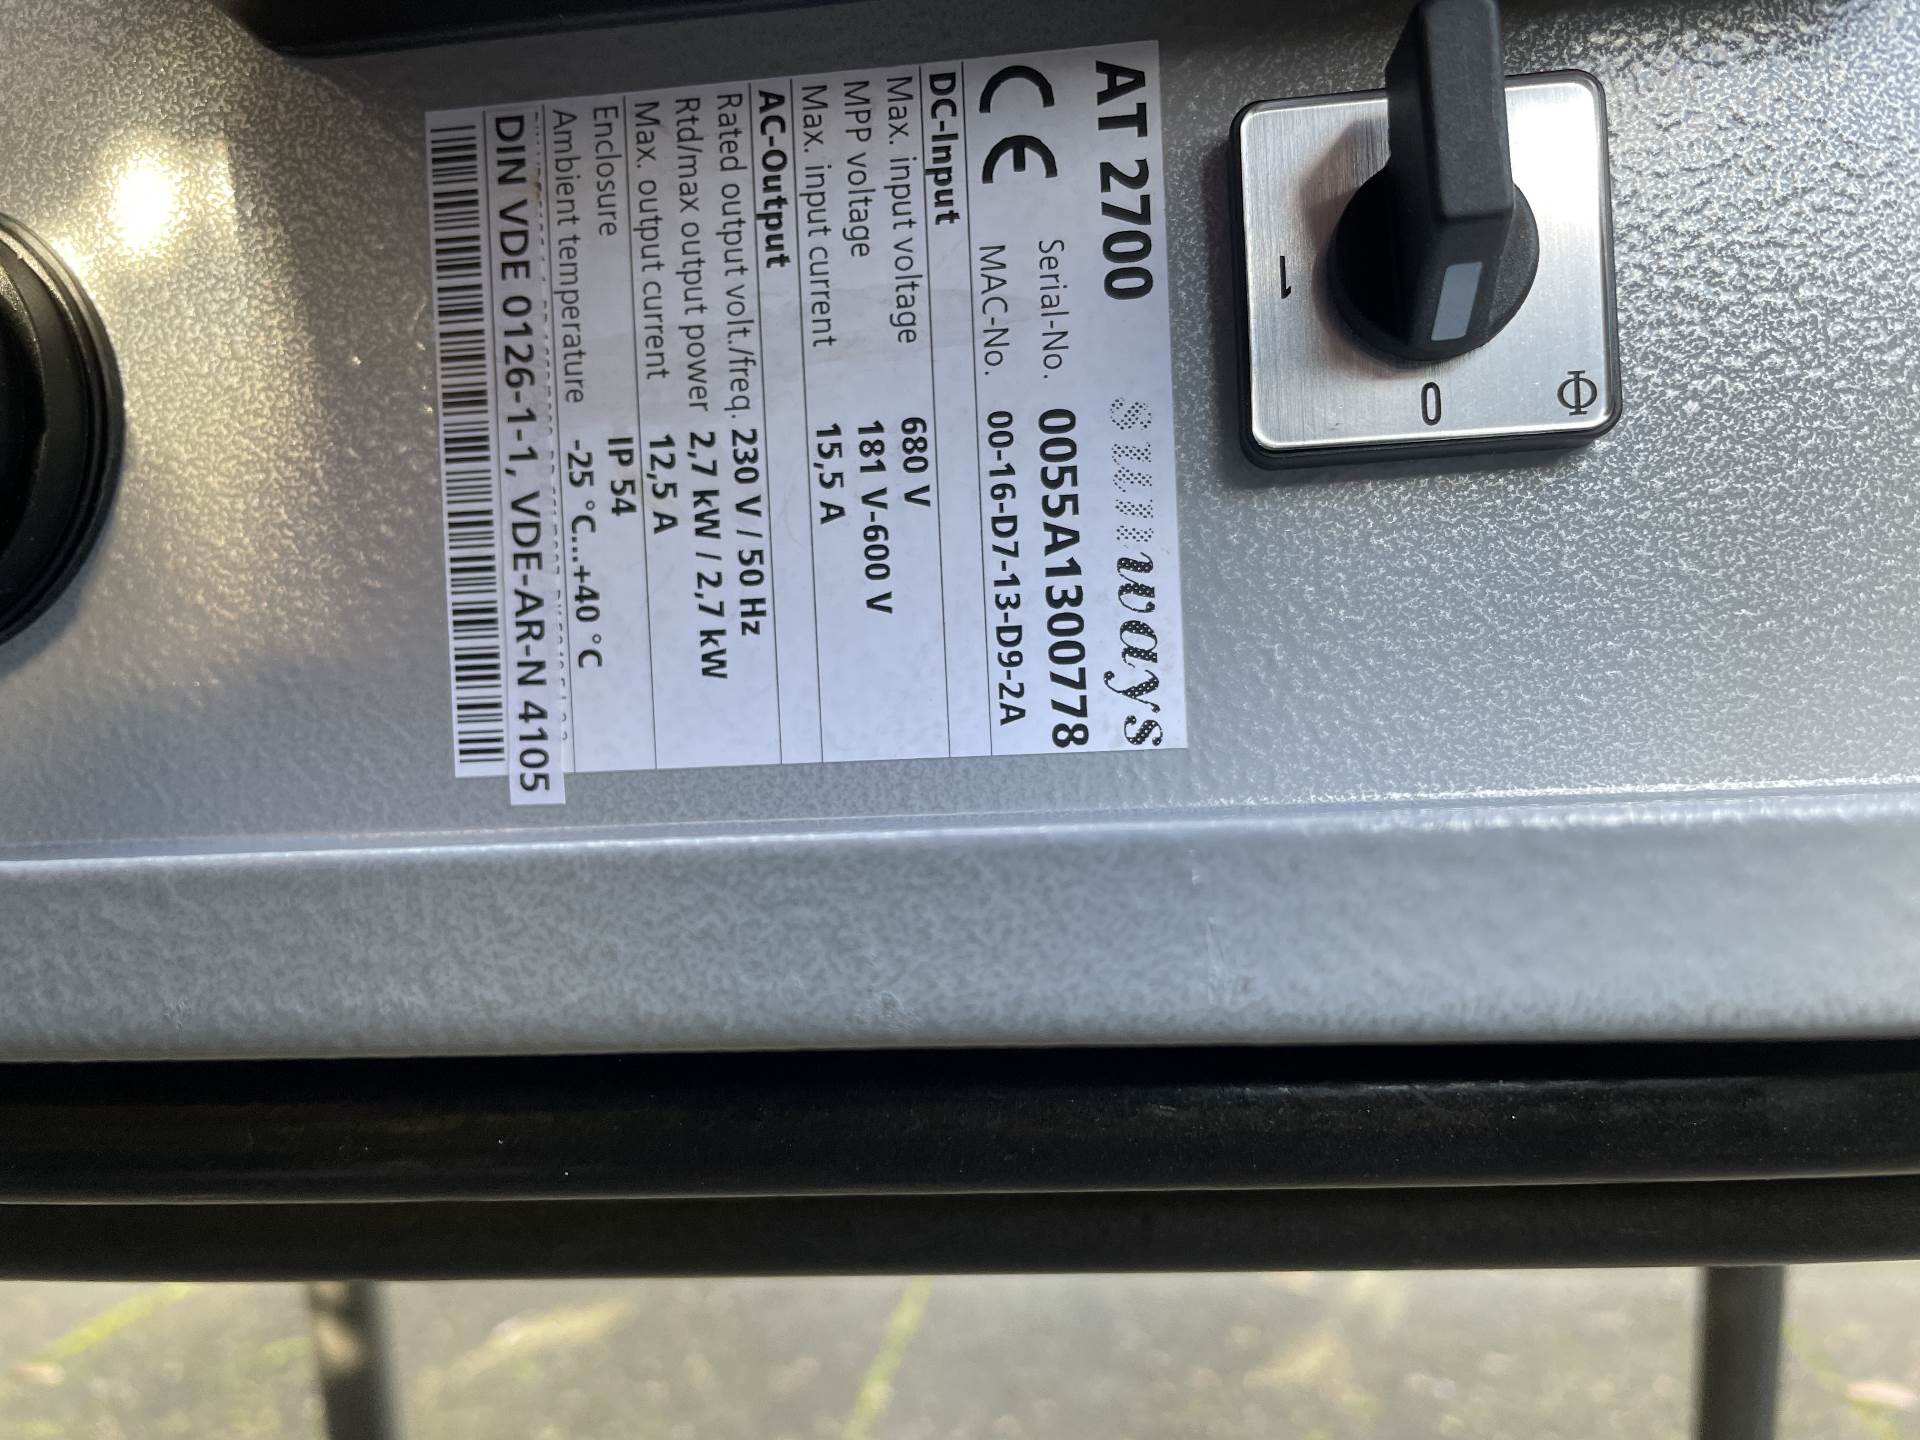 AT 2700 sunways
CE
Serial-No. 0055A1300778
MAC-No. 00-16-D7-13-D9-2A
DC-Input
Max. input voltage 680 V
MPP voltage 181 V-600 V
Max. input current 15,5 A
AC-Output
Rated output volt./freq. 230 V / 50 Hz
Rtd/max output power 2,7 kW / 2,7 kW
Max. output current 12,5 A
Enclosure IP 54
Ambient temperature -25 °C...+40 °C
DIN VDE 0126-1-1, VDE-AR-N 4105
0
1